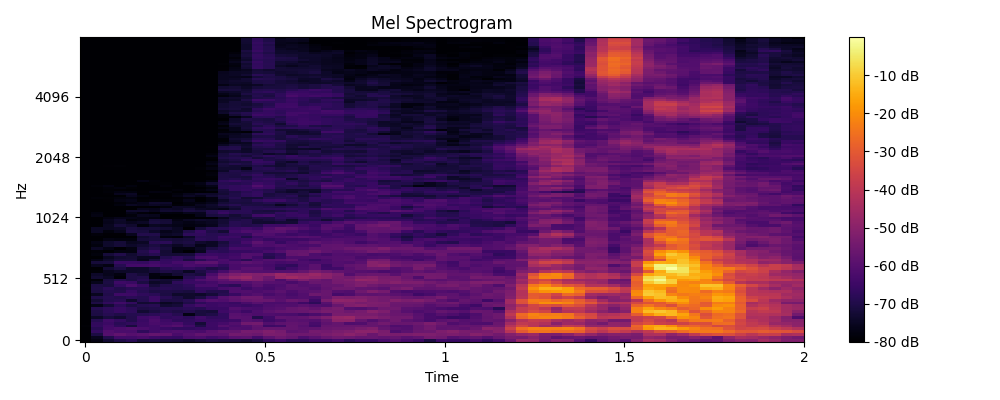 Mel Spectrogram
Hz
4096
2048
1024
512
0
0 0.5 1 1.5 2
Time
-10 dB
-20 dB
-30 dB
-40 dB
-50 dB
-60 dB
-70 dB
-80 dB